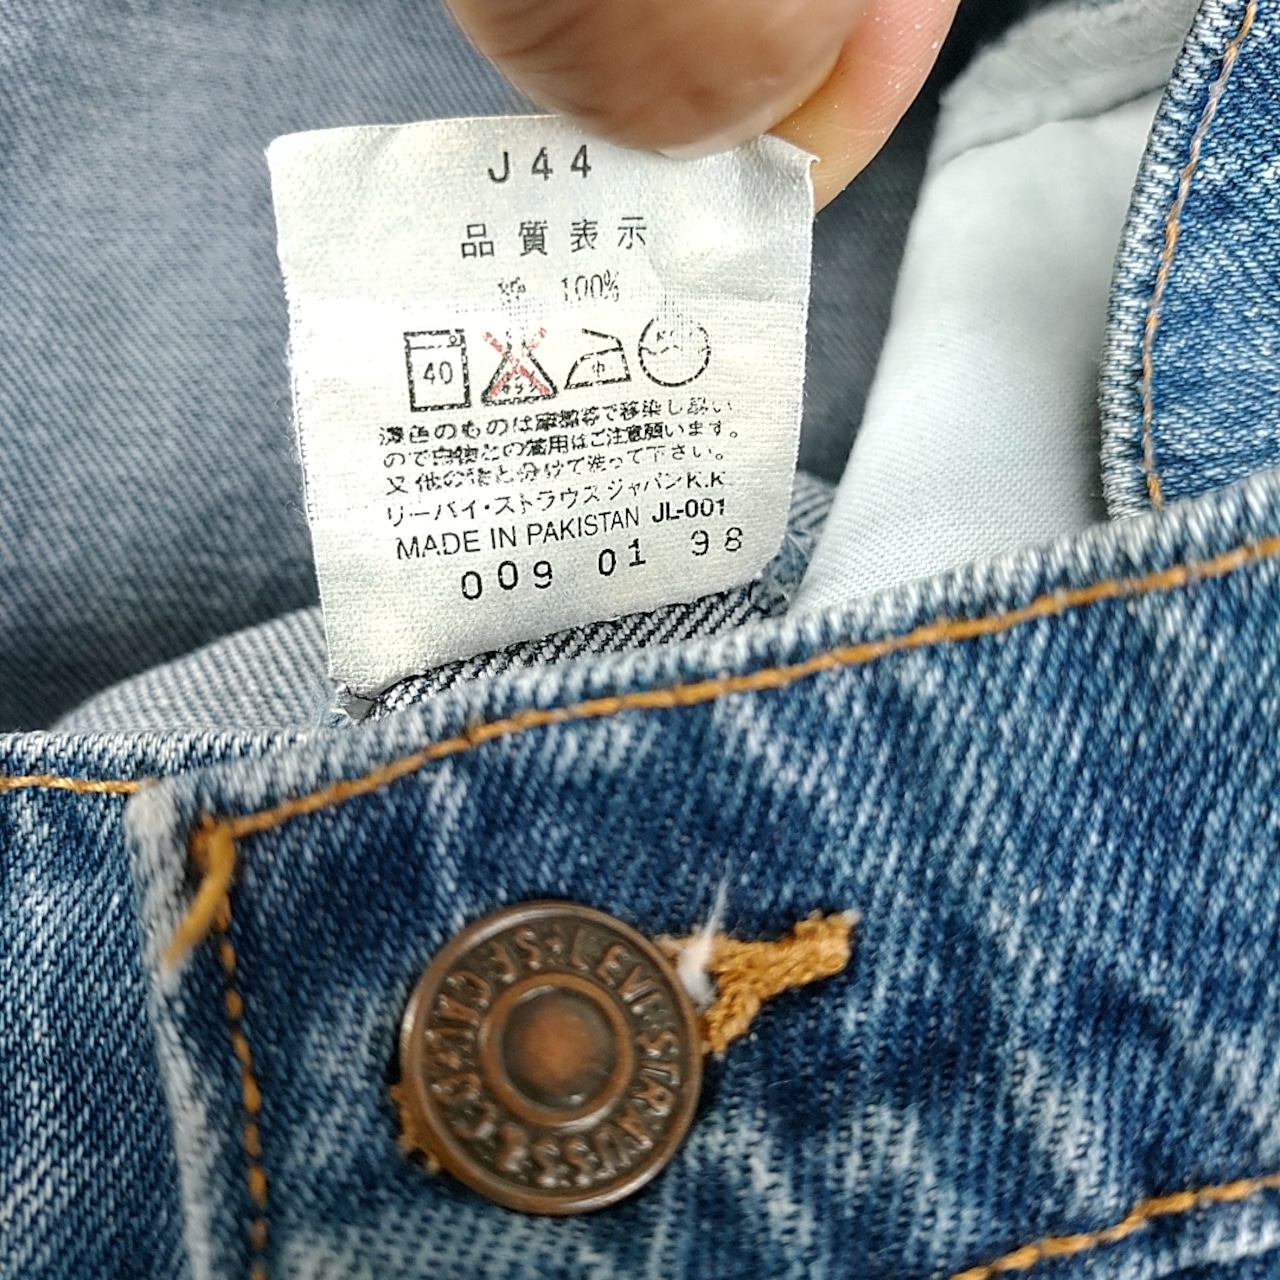 J44
品質表示
綿 100%
40
中
濃色のものは摩擦等で移染し易い
ので白物との着用はご注意願います。
又他の物と分けて洗って下さい。
リーバイ・ストラウス ジャパン K.K
MADE IN PAKISTAN JL-001
009 01 98
LEVI STRAUSS & CO. S.F. CAL.